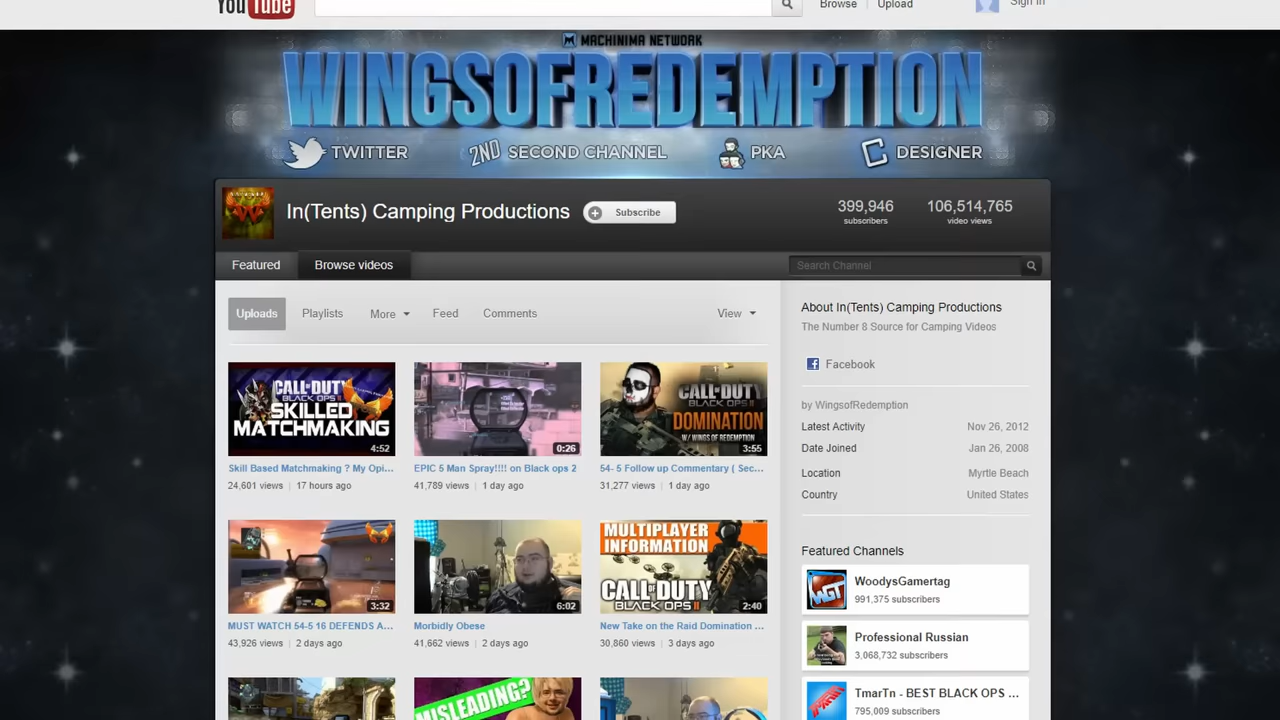 YouTube
Browse
Upload
Sign In
MACHINIMA NETWORK
WINGSOFREDEMPTION
TWITTER
2ND SECOND CHANNEL
PKA
DESIGNER
In(Tents) Camping Productions
Subscribe
399,946
subscribers
106,514,765
video views
Featured
Browse videos
Search Channel
Uploads
Playlists
More
Feed
Comments
View
CALL OF DUTY
BLACK OPS II
SKILLED
MATCHMAKING
4:52
0:26
CALL OF DUTY
BLACK OPS II
DOMINATION
W/ WINGS OF REDEMPTION
3:55
Skill Based Matchmaking ? My Opi...
24,601 views | 17 hours ago
EPIC 5 Man Spray!!!! on Black ops 2
41,789 views | 1 day ago
54- 5 Follow up Commentary ( Sec...
31,277 views | 1 day ago
3:32
6:02
MULTIPLAYER
INFORMATION
CALL OF DUTY
BLACK OPS II
2:40
MUST WATCH 54-5 16 DEFENDS A...
43,926 views | 2 days ago
Morbidly Obese
41,662 views | 2 days ago
New Take on the Raid Domination ...
30,860 views | 3 days ago
MISLEADING?
About In(Tents) Camping Productions
The Number 8 Source for Camping Videos
Facebook
by WingsofRedemption
Latest Activity Nov 26, 2012
Date Joined Jan 26, 2008
Location Myrtle Beach
Country United States
Featured Channels
WGT
WoodysGamertag
991,375 subscribers
Professional Russian
3,068,732 subscribers
TmarTn - BEST BLACK OPS ...
795,009 subscribers